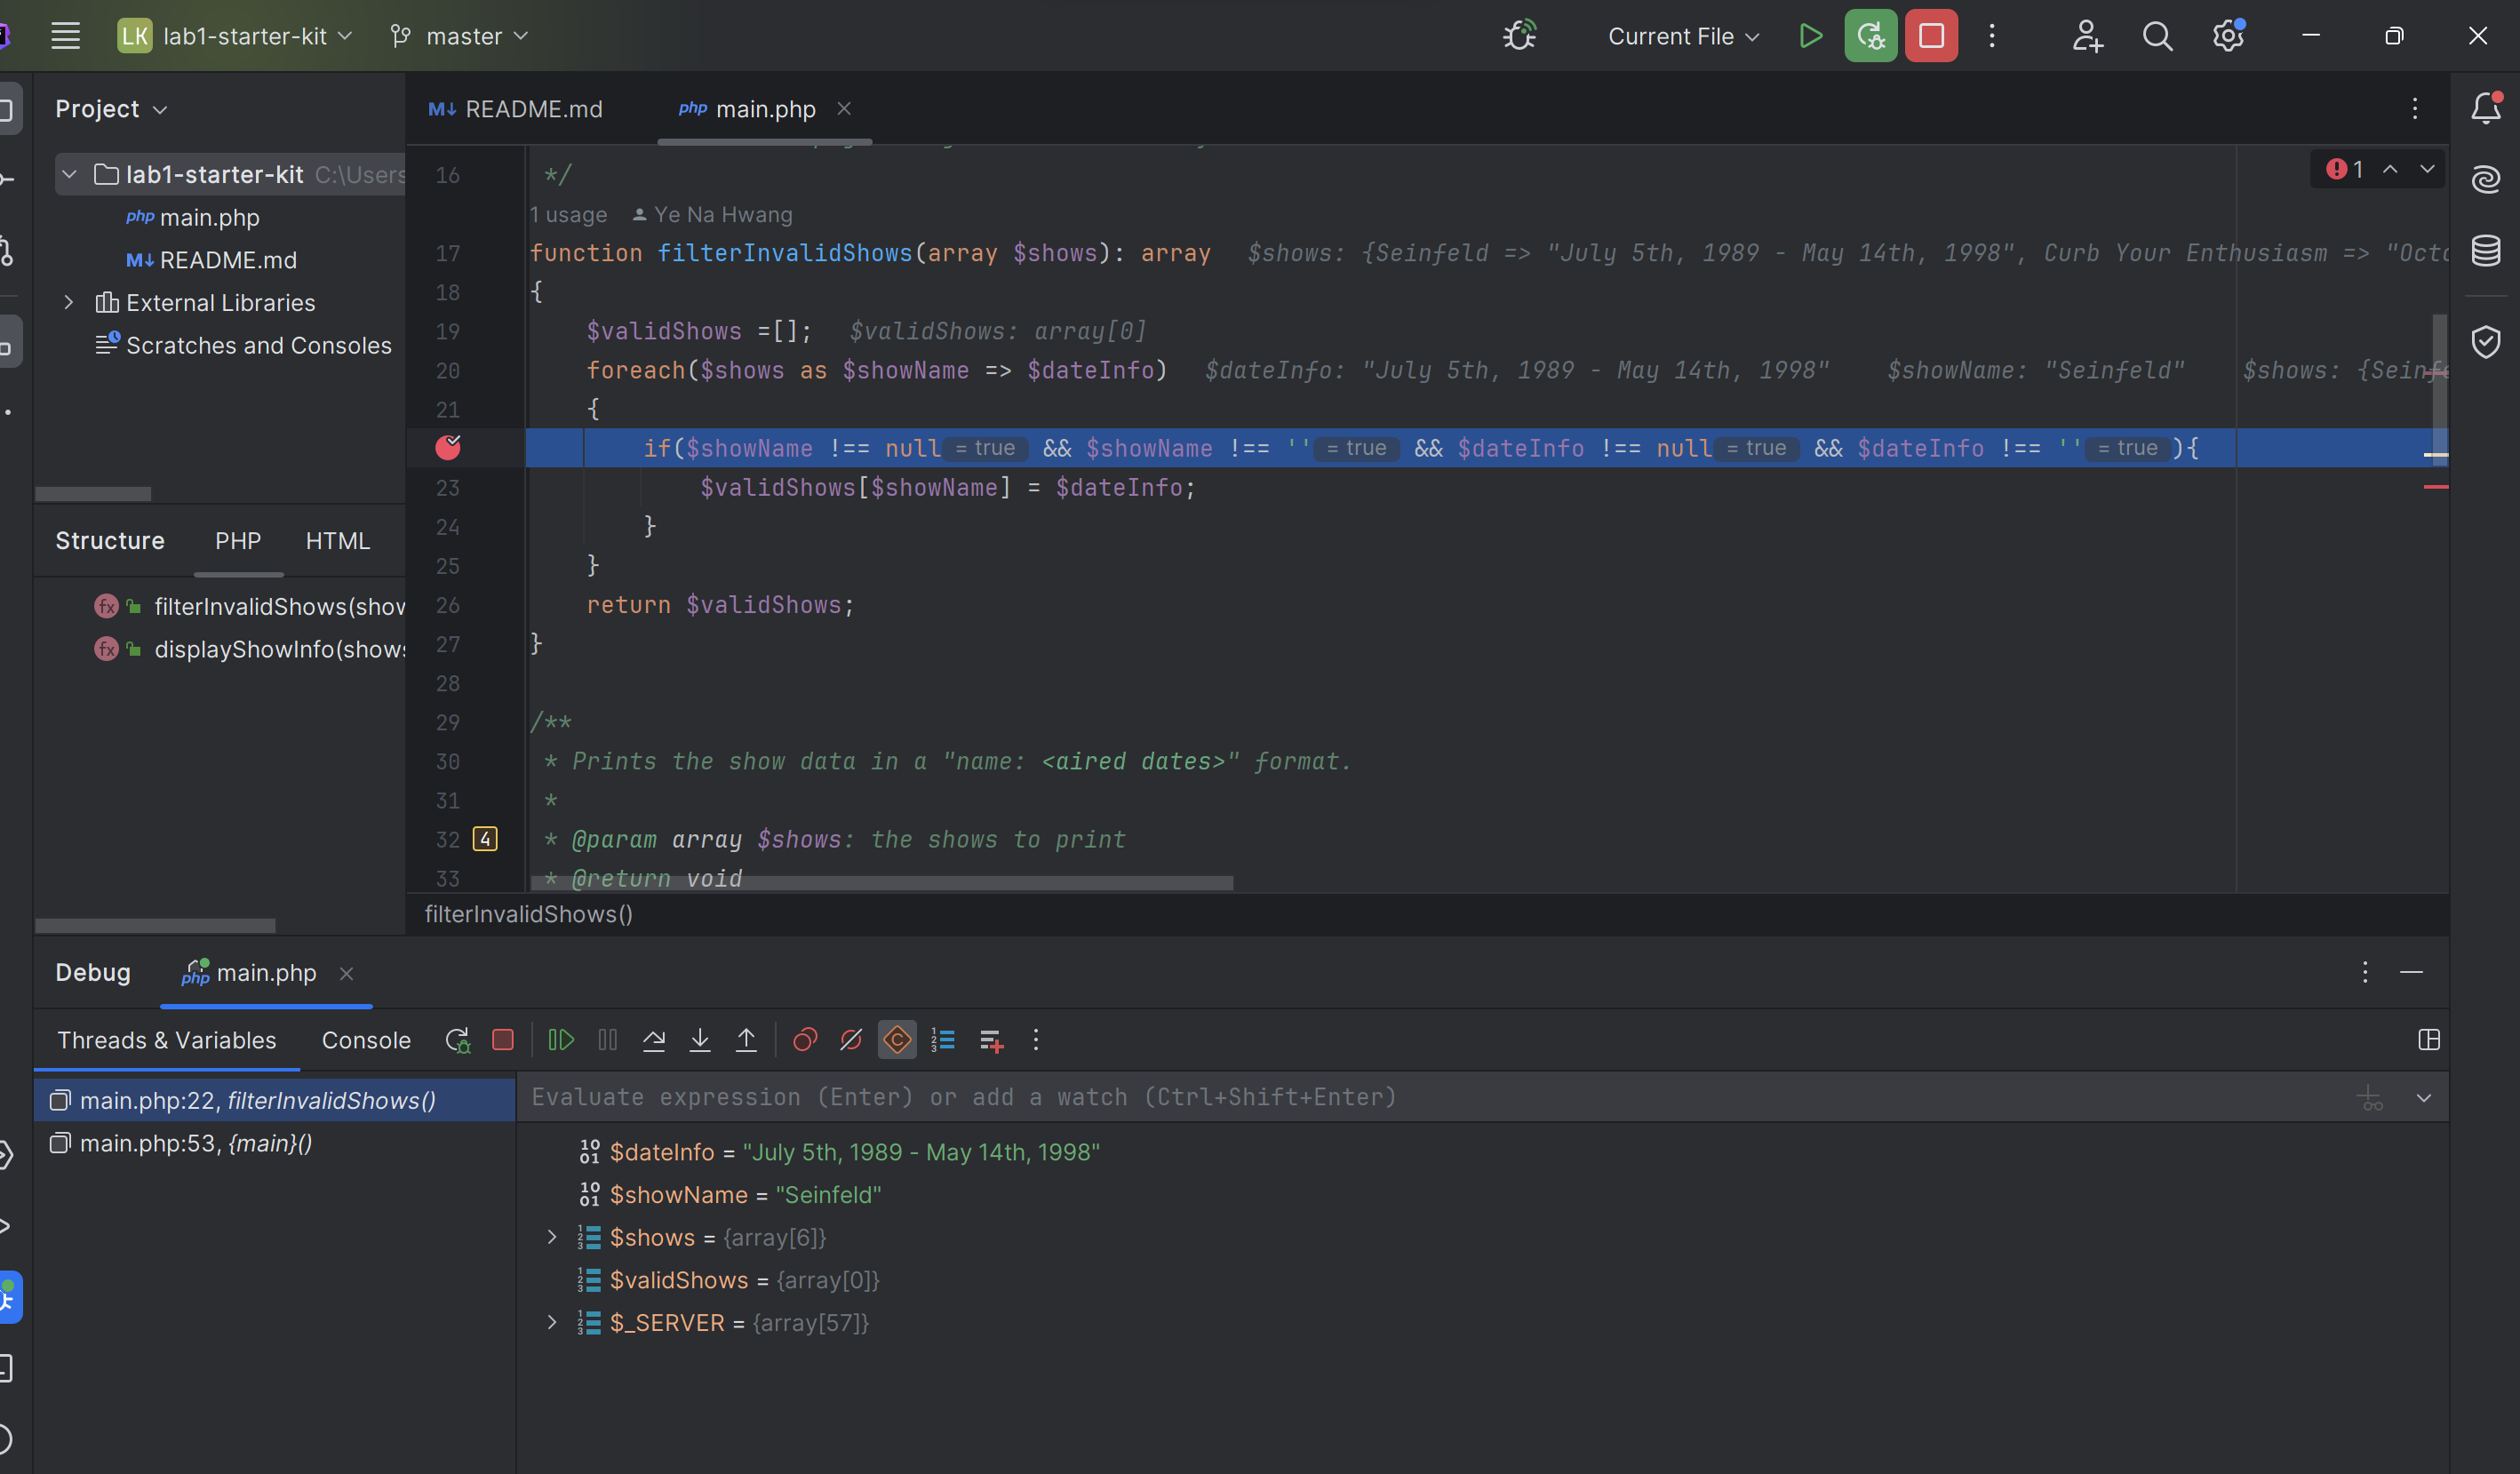 LK lab1-starter-kit master Current File
Project
lab1-starter-kit C:\Users
php main.php
M↓ README.md
External Libraries
Scratches and Consoles
Structure PHP HTML
fx filterInvalidShows(show
fx displayShowInfo(shows
M↓ README.md php main.php
1
16 */
1 usage Ye Na Hwang
17 function filterInvalidShows(array $shows): array $shows: {Seinfeld => "July 5th, 1989 - May 14th, 1998", Curb Your Enthusiasm => "Octo
18 {
19 $validShows =[]; $validShows: array[0]
20 foreach($shows as $showName => $dateInfo) $dateInfo: "July 5th, 1989 - May 14th, 1998" $showName: "Seinfeld" $shows: {Seinfe
21 {
if($showName !== null = true && $showName !== '' = true && $dateInfo !== null = true && $dateInfo !== '' = true ){
23 $validShows[$showName] = $dateInfo;
24 }
25 }
26 return $validShows;
27 }
28
29 /**
30 * Prints the show data in a "name: <aired dates>" format.
31 *
32 4 * @param array $shows: the shows to print
33 * @return void
filterInvalidShows()
Debug php main.php
Threads & Variables Console
main.php:22, filterInvalidShows()
main.php:53, {main}()
Evaluate expression (Enter) or add a watch (Ctrl+Shift+Enter)
$dateInfo = "July 5th, 1989 - May 14th, 1998"
$showName = "Seinfeld"
$shows = {array[6]}
$validShows = {array[0]}
$_SERVER = {array[57]}